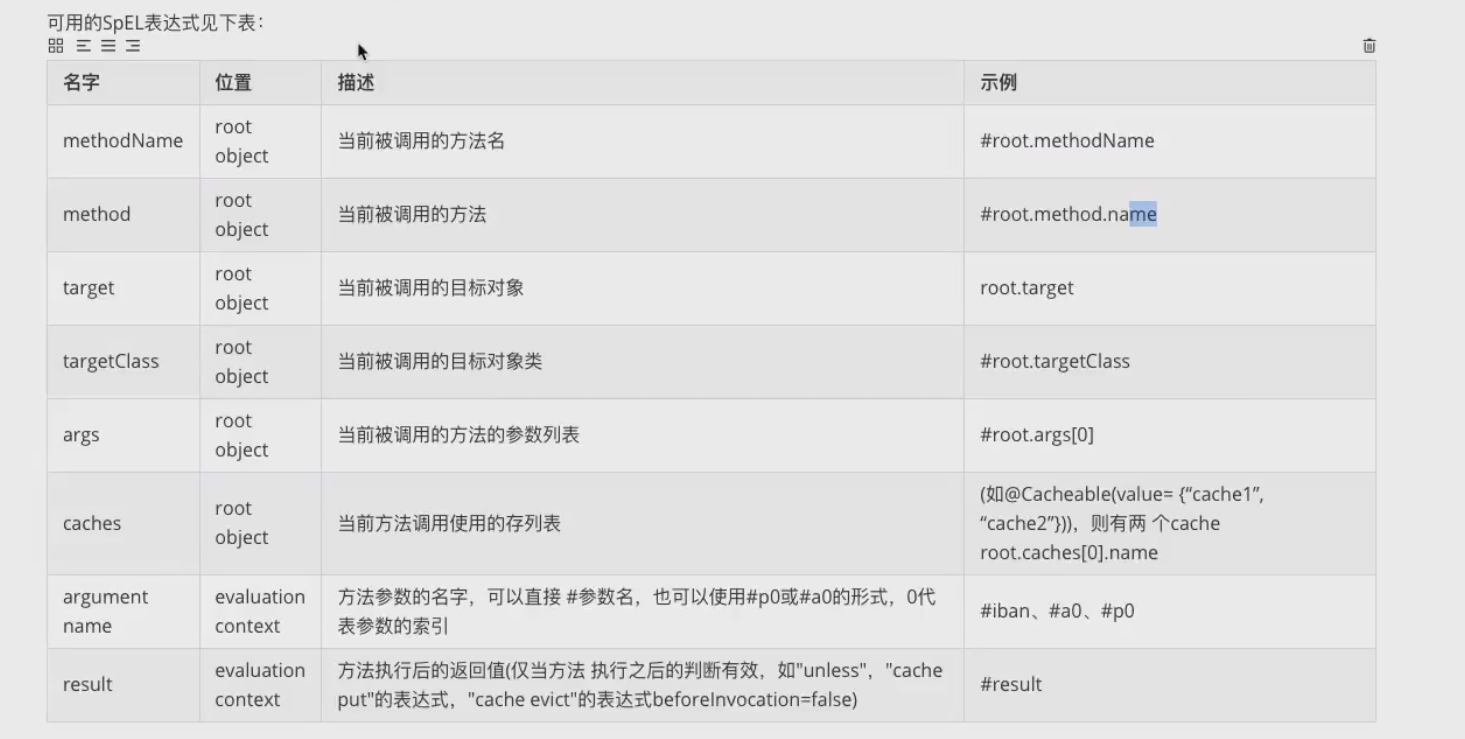 可用的SpEL表达式见下表：
名字 位置 描述 示例
methodName root object 当前被调用的方法名 #root.methodName
method root object 当前被调用的方法 #root.method.name
target root object 当前被调用的目标对象 root.target
targetClass root object 当前被调用的目标对象类 #root.targetClass
args root object 当前被调用的方法的参数列表 #root.args[0]
caches root object 当前方法调用使用的存列表 (如@Cacheable(value= {“cache1”,
“cache2”}))，则有两 个cache
root.caches[0].name
argument name evaluation context 方法参数的名字，可以直接 #参数名，也可以使用#p0或#a0的形式，0代
表参数的索引 #iban、#a0、#p0
result evaluation context 方法执行后的返回值(仅当方法 执行之后的判断有效，如"unless"，"cache
put"的表达式，"cache evict"的表达式beforeInvocation=false) #result